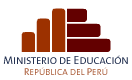 MINISTERIO DE EDUCACIÓN
REPÚBLICA DEL PERÚ